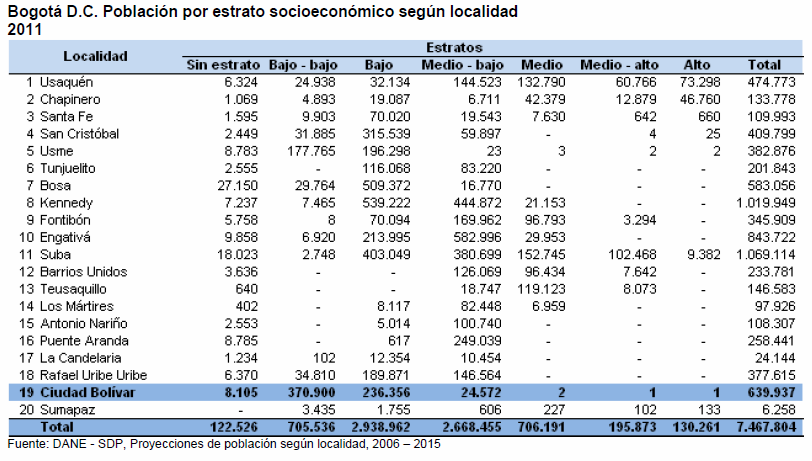 Bogotá D.C. Población por estrato socioeconómico según localidad
2011
Localidad Estratos
Sin estrato Bajo - bajo Bajo Medio - bajo Medio Medio - alto Alto Total
1 Usaquén 6.324 24.938 32.134 144.523 132.790 60.766 73.298 474.773
2 Chapinero 1.069 4.893 19.087 6.711 42.379 12.879 46.760 133.778
3 Santa Fe 1.595 9.903 70.020 19.543 7.630 642 660 109.993
4 San Cristóbal 2.449 31.885 315.539 59.897 - 4 25 409.799
5 Usme 8.783 177.765 196.298 23 3 2 2 382.876
6 Tunjuelito 2.555 - 116.068 83.220 - - - 201.843
7 Bosa 27.150 29.764 509.372 16.770 - - - 583.056
8 Kennedy 7.237 7.465 539.222 444.872 21.153 - - 1.019.949
9 Fontibón 5.758 8 70.094 169.962 96.793 3.294 - 345.909
10 Engativá 9.858 6.920 213.995 582.996 29.953 - - 843.722
11 Suba 18.023 2.748 403.049 380.699 152.745 102.468 9.382 1.069.114
12 Barrios Unidos 3.636 - - 126.069 96.434 7.642 - 233.781
13 Teusaquillo 640 - - 18.747 119.123 8.073 - 146.583
14 Los Mártires 402 - 8.117 82.448 6.959 - - 97.926
15 Antonio Nariño 2.553 - 5.014 100.740 - - - 108.307
16 Puente Aranda 8.785 - 617 249.039 - - - 258.441
17 La Candelaria 1.234 102 12.354 10.454 - - - 24.144
18 Rafael Uribe Uribe 6.370 34.810 189.871 146.564 - - - 377.615
19 Ciudad Bolívar 8.105 370.900 236.356 24.572 2 1 1 639.937
20 Sumapaz - 3.435 1.755 606 227 102 133 6.258
Total 122.526 705.536 2.938.962 2.668.455 706.191 195.873 130.261 7.467.804
Fuente: DANE - SDP, Proyecciones de población según localidad, 2006 – 2015